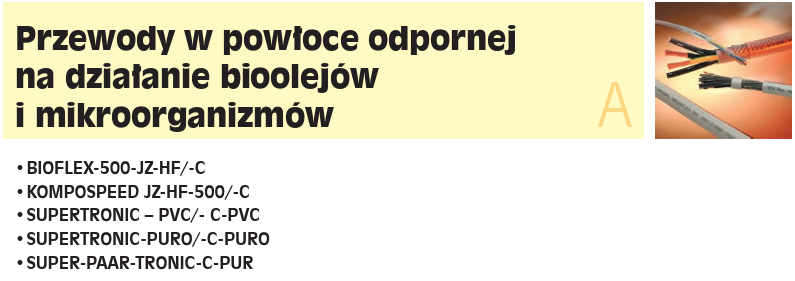 Przewody w powłoce odpornej
na działanie bioolejów
i mikroorganizmów
A
• BIOFLEX-500-JZ-HF/-C
• KOMPOSPEED JZ-HF-500/-C
• SUPERTRONIC – PVC/- C-PVC
• SUPERTRONIC-PURO/-C-PURO
• SUPER-PAAR-TRONIC-C-PUR